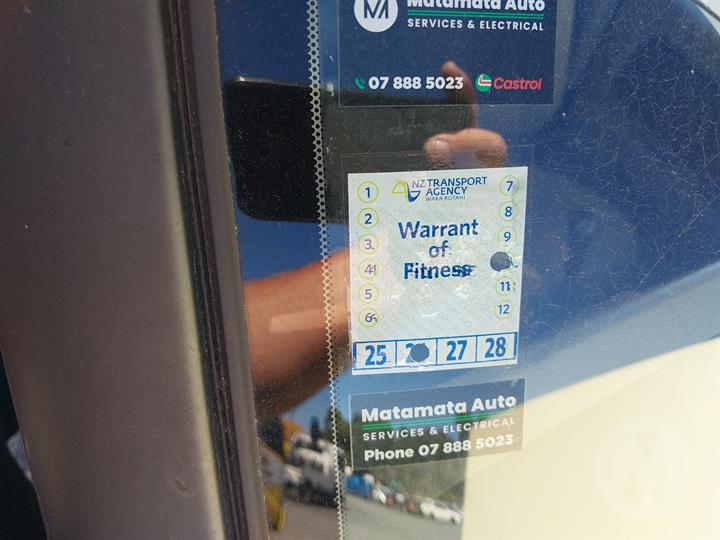 Matamata Auto
SERVICES & ELECTRICAL
07 888 5023 Castrol
NZ TRANSPORT
AGENCY
WAKA KOTAHI
1 7
2 8
3 9
4
5 11
6 12
Warrant
of
Fitness
25 27 28
Matamata Auto
SERVICES & ELECTRICAL
Phone 07 888 5023